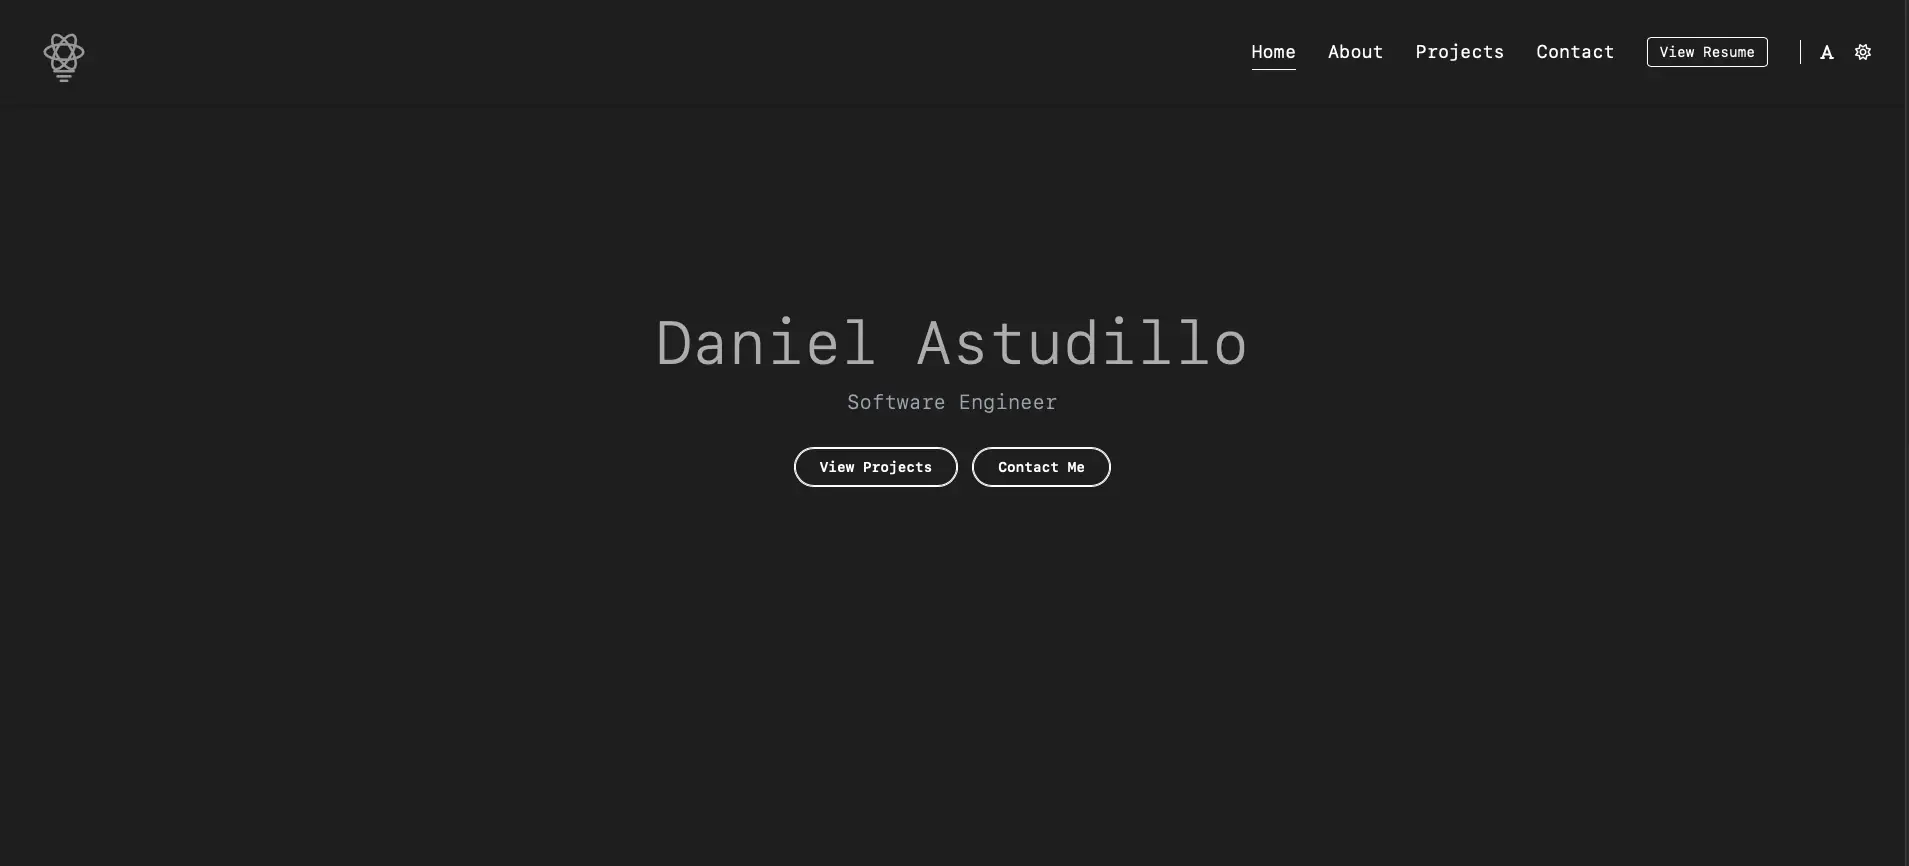 Home About Projects Contact View Resume A
Daniel Astudillo
Software Engineer
View Projects Contact Me